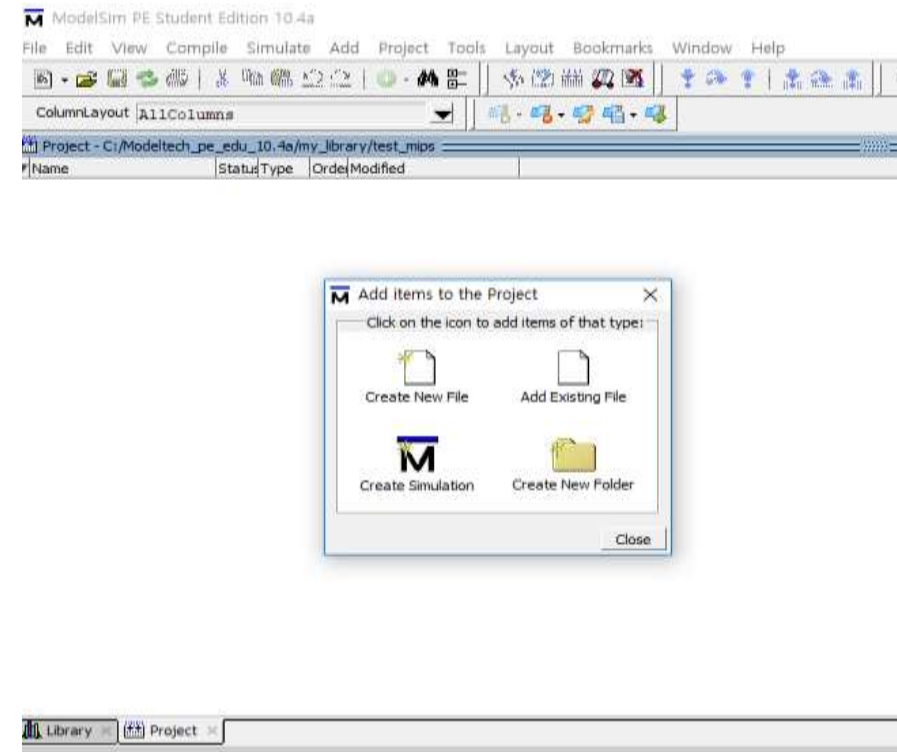 ModelSim PE Student Edition 10.4a
File Edit View Compile Simulate Add Project Tools Layout Bookmarks Window Help
ColumnLayout AllColumns
Project - C:/Modeltech_pe_edu_10.4a/my_library/test_mips
Name Status Type Order Modified
Add items to the Project
Click on the icon to add items of that type:
Create New File Add Existing File
Create Simulation Create New Folder
Close
Library Project